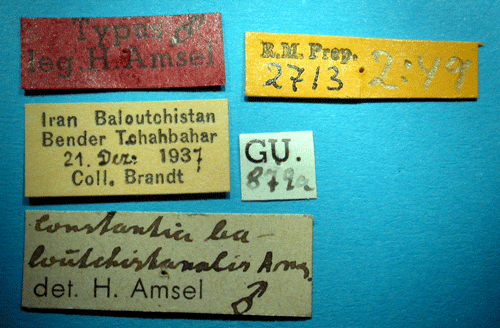 Typus ♂
leg. H. Amsel
R.M. Prep.
2713 2:49
Iran Baloutchistan
Bender Tchahbahar
21. Dez. 1937
Coll. Brandt
GU.
879a
Constantia ba-
loutchistanalis Ams.
det. H. Amsel ♂